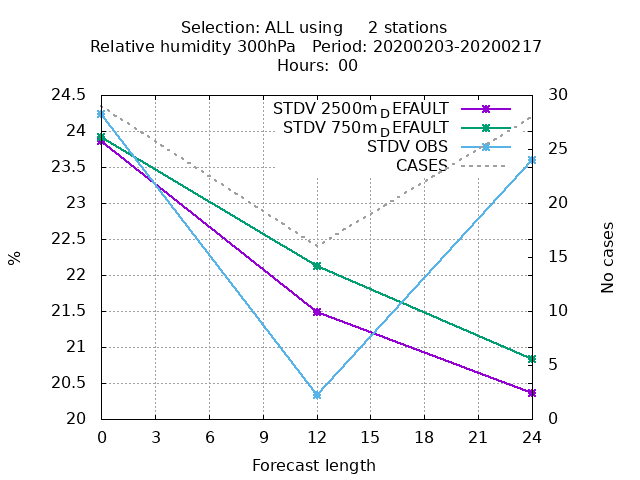 Selection: ALL using     2 stations
Relative humidity 300hPa   Period: 20200203-20200217
Hours:  00
STDV 2500m_DEFAULT
STDV 750m_DEFAULT
STDV OBS
CASES
24.5
24
23.5
23
22.5
22
21.5
21
20.5
20
%
30
25
20
15
10
5
0
No cases
0 3 6 9 12 15 18 21 24
Forecast length